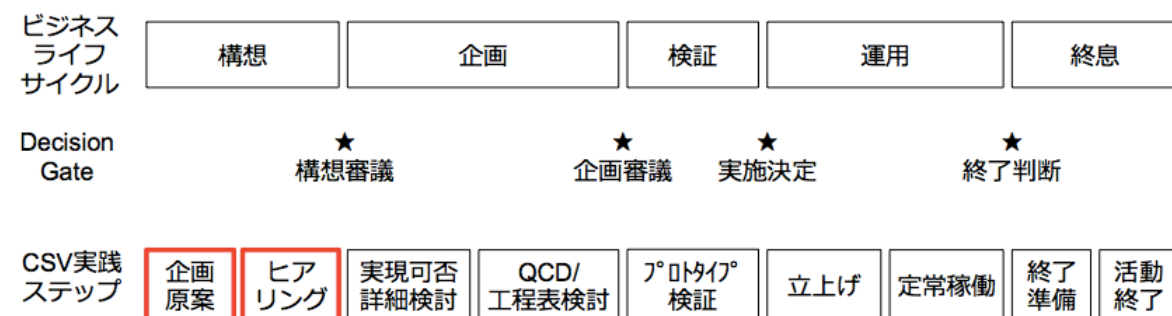 ビジネス
ライフ
サイクル
構想
企画
検証
運用
終息
Decision
Gate
★
構想審議
★
企画審議
★
実施決定
★
終了判断
CSV実践
ステップ
企画
原案
ヒア
リング
実現可否
詳細検討
QCD/
工程表検討
ﾌﾟﾛﾄﾀｲﾌﾟ
検証
立上げ
定常稼働
終了
準備
活動
終了